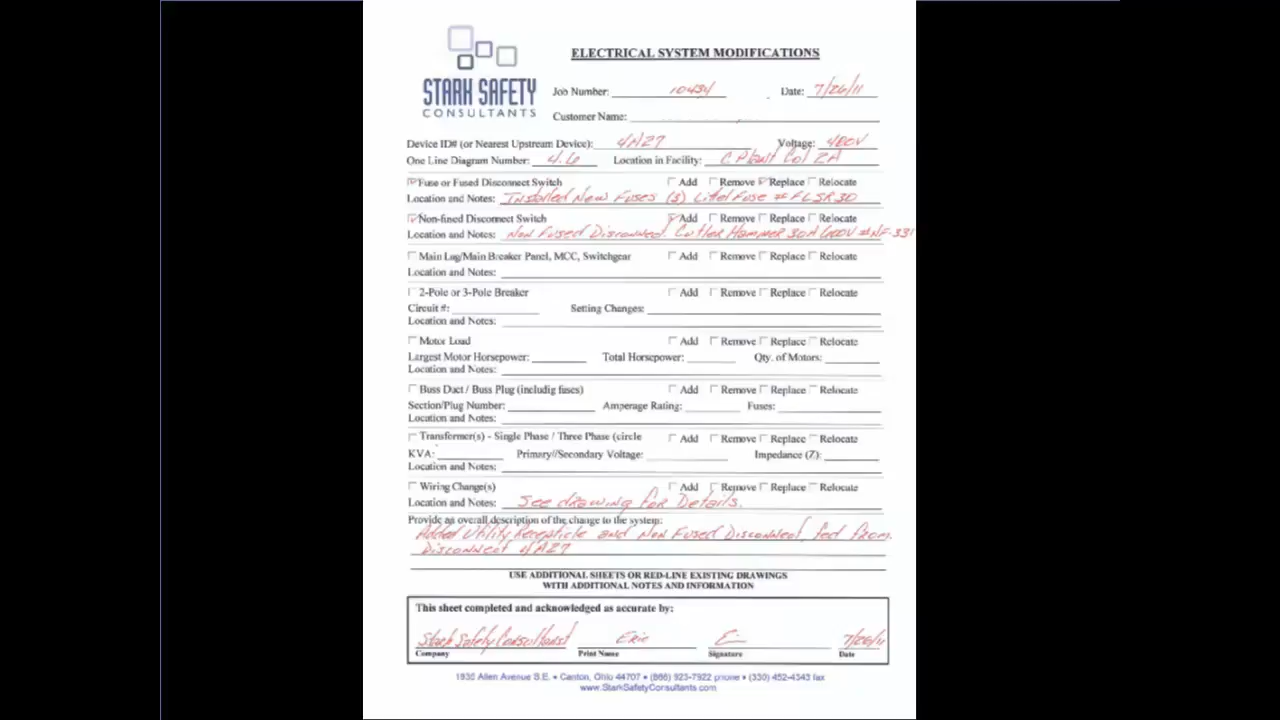 STARK SAFETY
CONSULTANTS
ELECTRICAL SYSTEM MODIFICATIONS
Job Number: 10434 Date: 7/26/11
Customer Name:
Device ID# (or Nearest Upstream Device): 4A27 Voltage: 480V
One Line Diagram Number: 4.6 Location in Facility: C Plant Col 2A
Fuse or Fused Disconnect Switch Add Remove Replace Relocate
Location and Notes: Installed New Fuses (3) Littelfuse #FLSR30
Non-fused Disconnect Switch Add Remove Replace Relocate
Location and Notes: Non Fused Disconnect. Cutler Hammer 30A 600V #NF-331
Main Lug/Main Breaker Panel, MCC, Switchgear Add Remove Replace Relocate
Location and Notes:
2-Pole or 3-Pole Breaker Add Remove Replace Relocate
Circuit #: Setting Changes:
Location and Notes:
Motor Load Add Remove Replace Relocate
Largest Motor Horsepower: Total Horsepower: Qty. of Motors:
Location and Notes:
Buss Duct / Buss Plug (includig fuses) Add Remove Replace Relocate
Section/Plug Number: Amperage Rating: Fuses:
Location and Notes:
Transformer(s) - Single Phase / Three Phase (circle Add Remove Replace Relocate
KVA: Primary//Secondary Voltage: Impedance (Z):
Location and Notes:
Wiring Change(s) Add Remove Replace Relocate
Location and Notes: See drawing for Details.
Provide an overall description of the change to the system:
Added Utility Recepticle and Non Fused Disconnect, fed from
Disconnect 4A27
USE ADDITIONAL SHEETS OR RED-LINE EXISTING DRAWINGS
WITH ADDITIONAL NOTES AND INFORMATION
This sheet completed and acknowledged as accurate by:
Stark Safety Consultants Eric 7/26/11
Company Print Name Signature Date
1935 Allen Avenue S.E. • Canton, Ohio 44707 • (866) 923-7922 phone • (330) 452-4343 fax
www.StarkSafetyConsultants.com